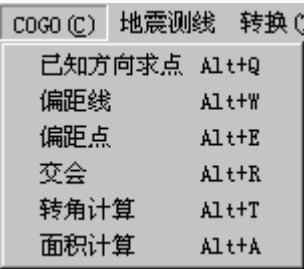 COGO(C) 地震测线 转换(
已知方向求点 Alt+Q
偏距线 Alt+W
偏距点 Alt+E
交会 Alt+R
转角计算 Alt+T
面积计算 Alt+A